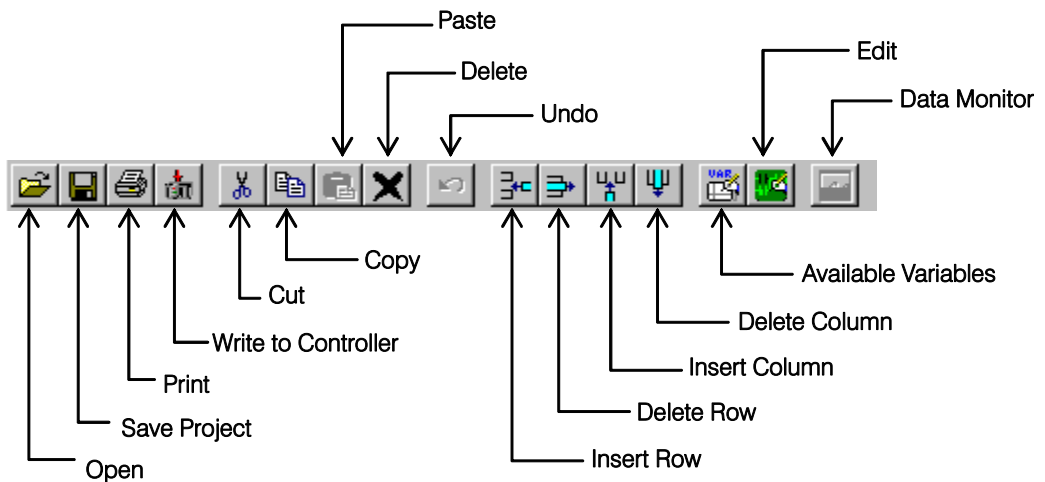 Paste
Edit
Delete
Data Monitor
Undo
VAR
Copy
Available Variables
Cut
Delete Column
Write to Controller
Insert Column
Print
Delete Row
Save Project
Insert Row
Open